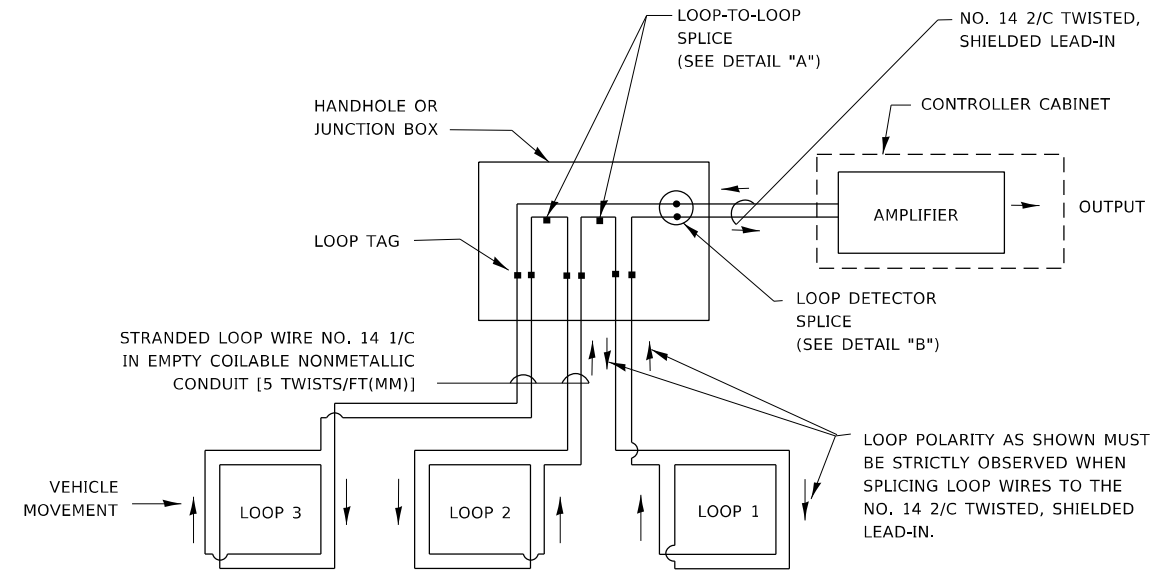 LOOP-TO-LOOP
SPLICE
(SEE DETAIL "A")
NO. 14 2/C TWISTED,
SHIELDED LEAD-IN
HANDHOLE OR
JUNCTION BOX
CONTROLLER CABINET
AMPLIFIER
OUTPUT
LOOP TAG
LOOP DETECTOR
SPLICE
(SEE DETAIL "B")
STRANDED LOOP WIRE NO. 14 1/C
IN EMPTY COILABLE NONMETALLIC
CONDUIT [5 TWISTS/FT(MM)]
LOOP POLARITY AS SHOWN MUST
BE STRICTLY OBSERVED WHEN
SPLICING LOOP WIRES TO THE
NO. 14 2/C TWISTED, SHIELDED
LEAD-IN.
VEHICLE
MOVEMENT
LOOP 3
LOOP 2
LOOP 1